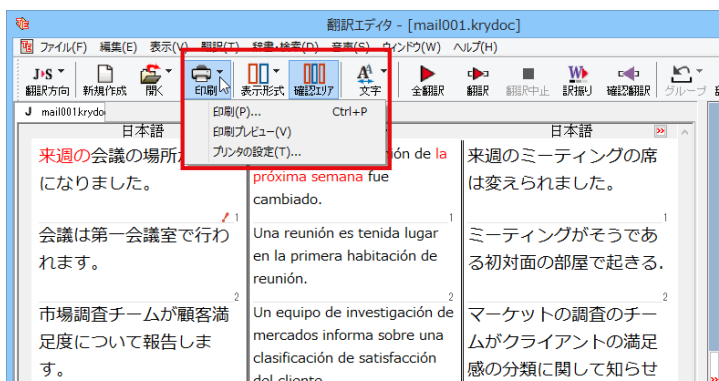 翻訳エディタ - [mail001.krydoc]
ファイル(F) 編集(E) 表示(V) 翻訳(T) 辞書・検索(D) 音声(S) ウィンドウ(W) ヘルプ(H)
J▸S
翻訳方向 新規作成 開く 印刷 表示形式 確認エリア 文字 全翻訳 翻訳 翻訳中止 訳振り 確認翻訳 グループ
J mail001.krydo
印刷(P)... Ctrl+P
印刷プレビュー(V)
プリンタの設定(T)...
日本語
来週の会議の場所
になりました。
1
会議は第一会議室で行わ
れます。
2
市場調査チームが顧客満
足度について報告しま
す。
ión de la
próxima semana fue
cambiado.
1
Una reunión es tenida lugar
en la primera habitación de
reunión.
2
Un equipo de investigación de
mercados informa sobre una
clasificación de satisfacción
del cliente.
日本語
来週のミーティングの席
は変えられました。
1
ミーティングがそうであ
る初対面の部屋で起きる.
2
マーケットの調査のチー
ムがクライアントの満足
感の分類に関して知らせ